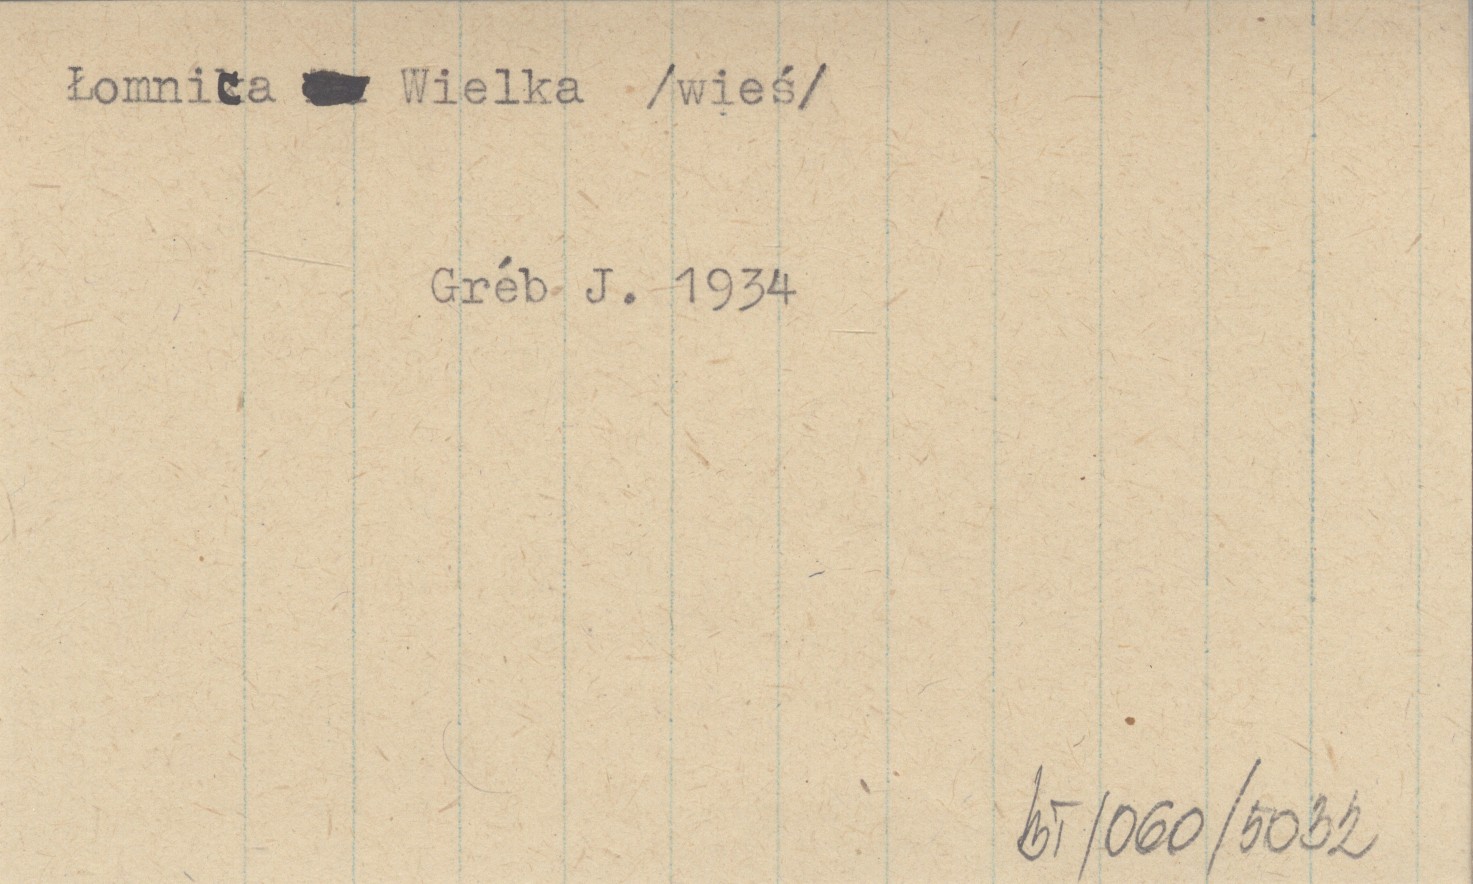 Łomnica Wielka /wieś/
Gréb J. 1934
BT/060/5032